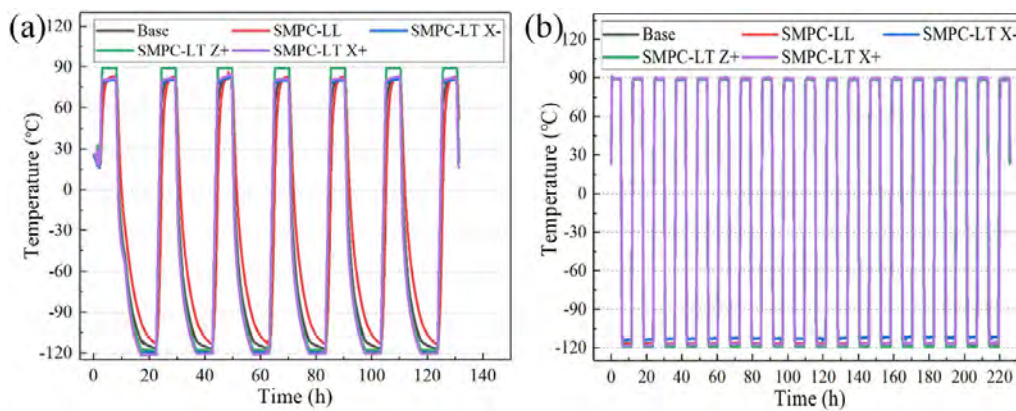 (a)
Base SMPC-LL SMPC-LT X-
SMPC-LT Z+ SMPC-LT X+
120
90
60
30
0
-30
-60
-90
-120
Temperature (°C)
0 20 40 60 80 100 120 140
Time (h)
(b)
Base SMPC-LL SMPC-LT X-
SMPC-LT Z+ SMPC-LT X+
120
90
60
30
0
-30
-60
-90
-120
Temperature (°C)
0 20 40 60 80 100 120 140 160 180 200 220
Time (h)